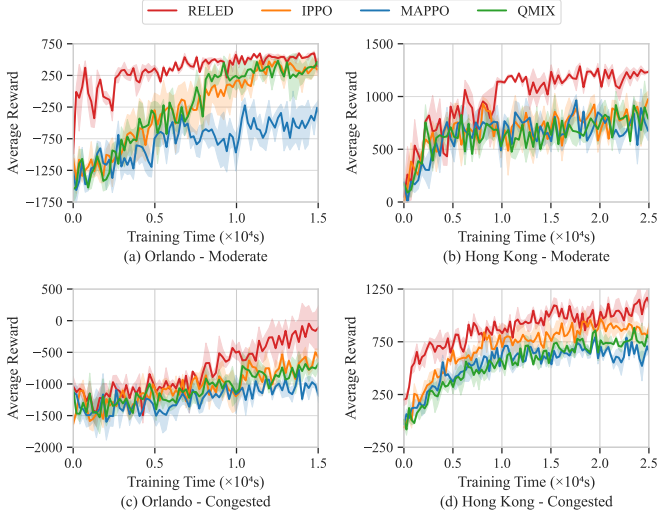 RELED IPPO MAPPO QMIX
Average Reward
750
250
−250
−750
−1250
−1750
0.0 0.5 1.0 1.5
Training Time (×10⁴s)
(a) Orlando - Moderate
Average Reward
1500
1000
500
0
0.0 0.5 1.0 1.5 2.0 2.5
Training Time (×10⁴s)
(b) Hong Kong - Moderate
Average Reward
500
0
−500
−1000
−1500
−2000
0.0 0.5 1.0 1.5
Training Time (×10⁴s)
(c) Orlando - Congested
Average Reward
1250
750
250
−250
0.0 0.5 1.0 1.5 2.0 2.5
Training Time (×10⁴s)
(d) Hong Kong - Congested